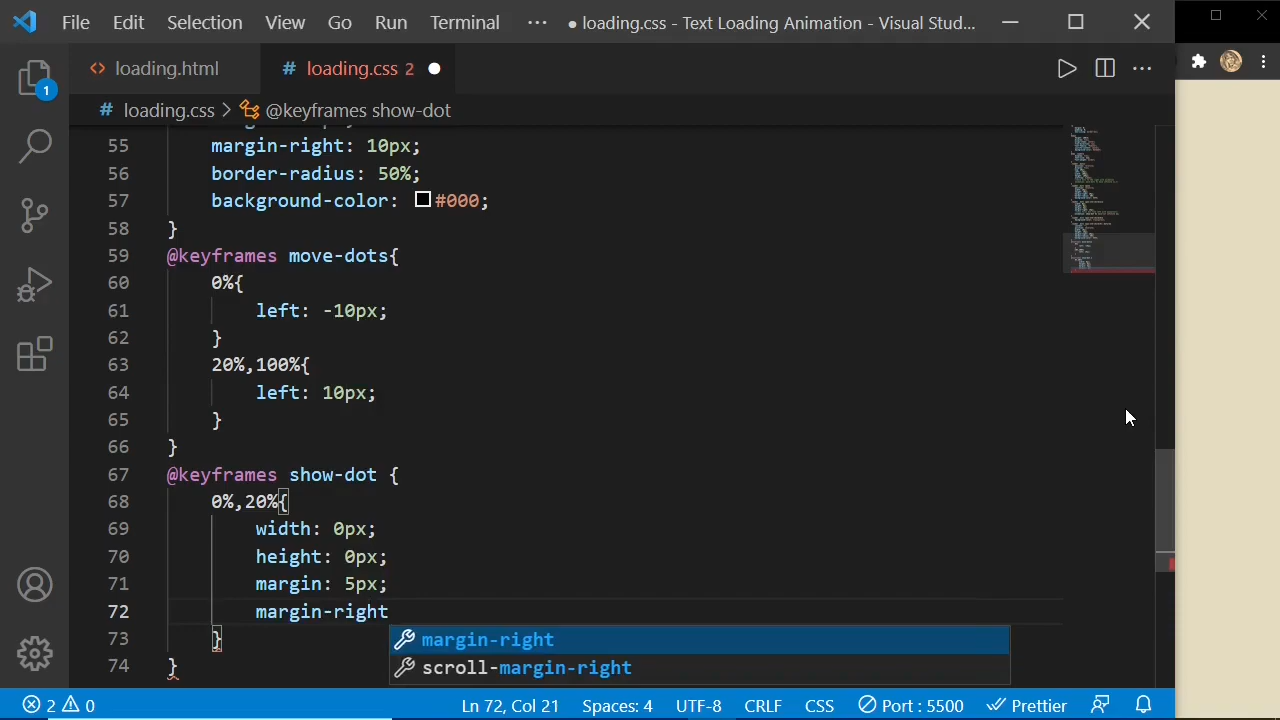 File Edit Selection View Go Run Terminal ··· ● loading.css - Text Loading Animation - Visual Stud...
<> loading.html # loading.css 2 ●
# loading.css > @keyframes show-dot
55 margin-right: 10px;
56 border-radius: 50%;
57 background-color: #000;
58 }
59 @keyframes move-dots{
60 0%{
61 left: -10px;
62 }
63 20%,100%{
64 left: 10px;
65 }
66 }
67 @keyframes show-dot {
68 0%,20%{
69 width: 0px;
70 height: 0px;
71 margin: 5px;
72 margin-right
73 }
margin-right
74 }
scroll-margin-right
1
2 0 Ln 72, Col 21 Spaces: 4 UTF-8 CRLF CSS Port : 5500 Prettier